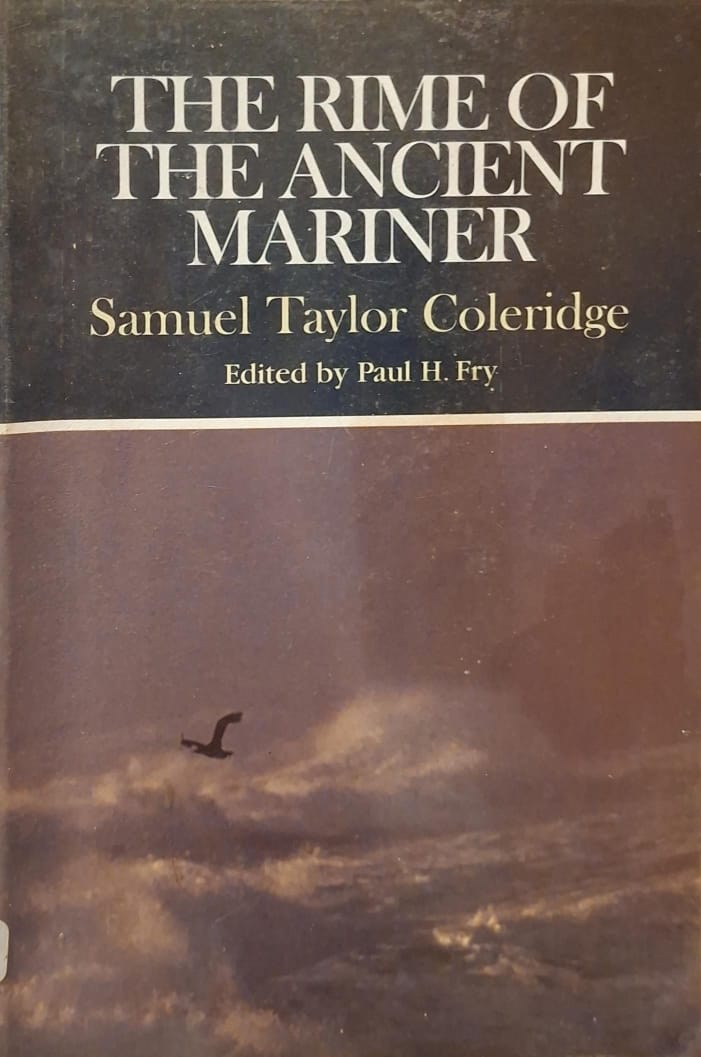 THE RIME OF
THE ANCIENT
MARINER
Samuel Taylor Coleridge
Edited by Paul H. Fry